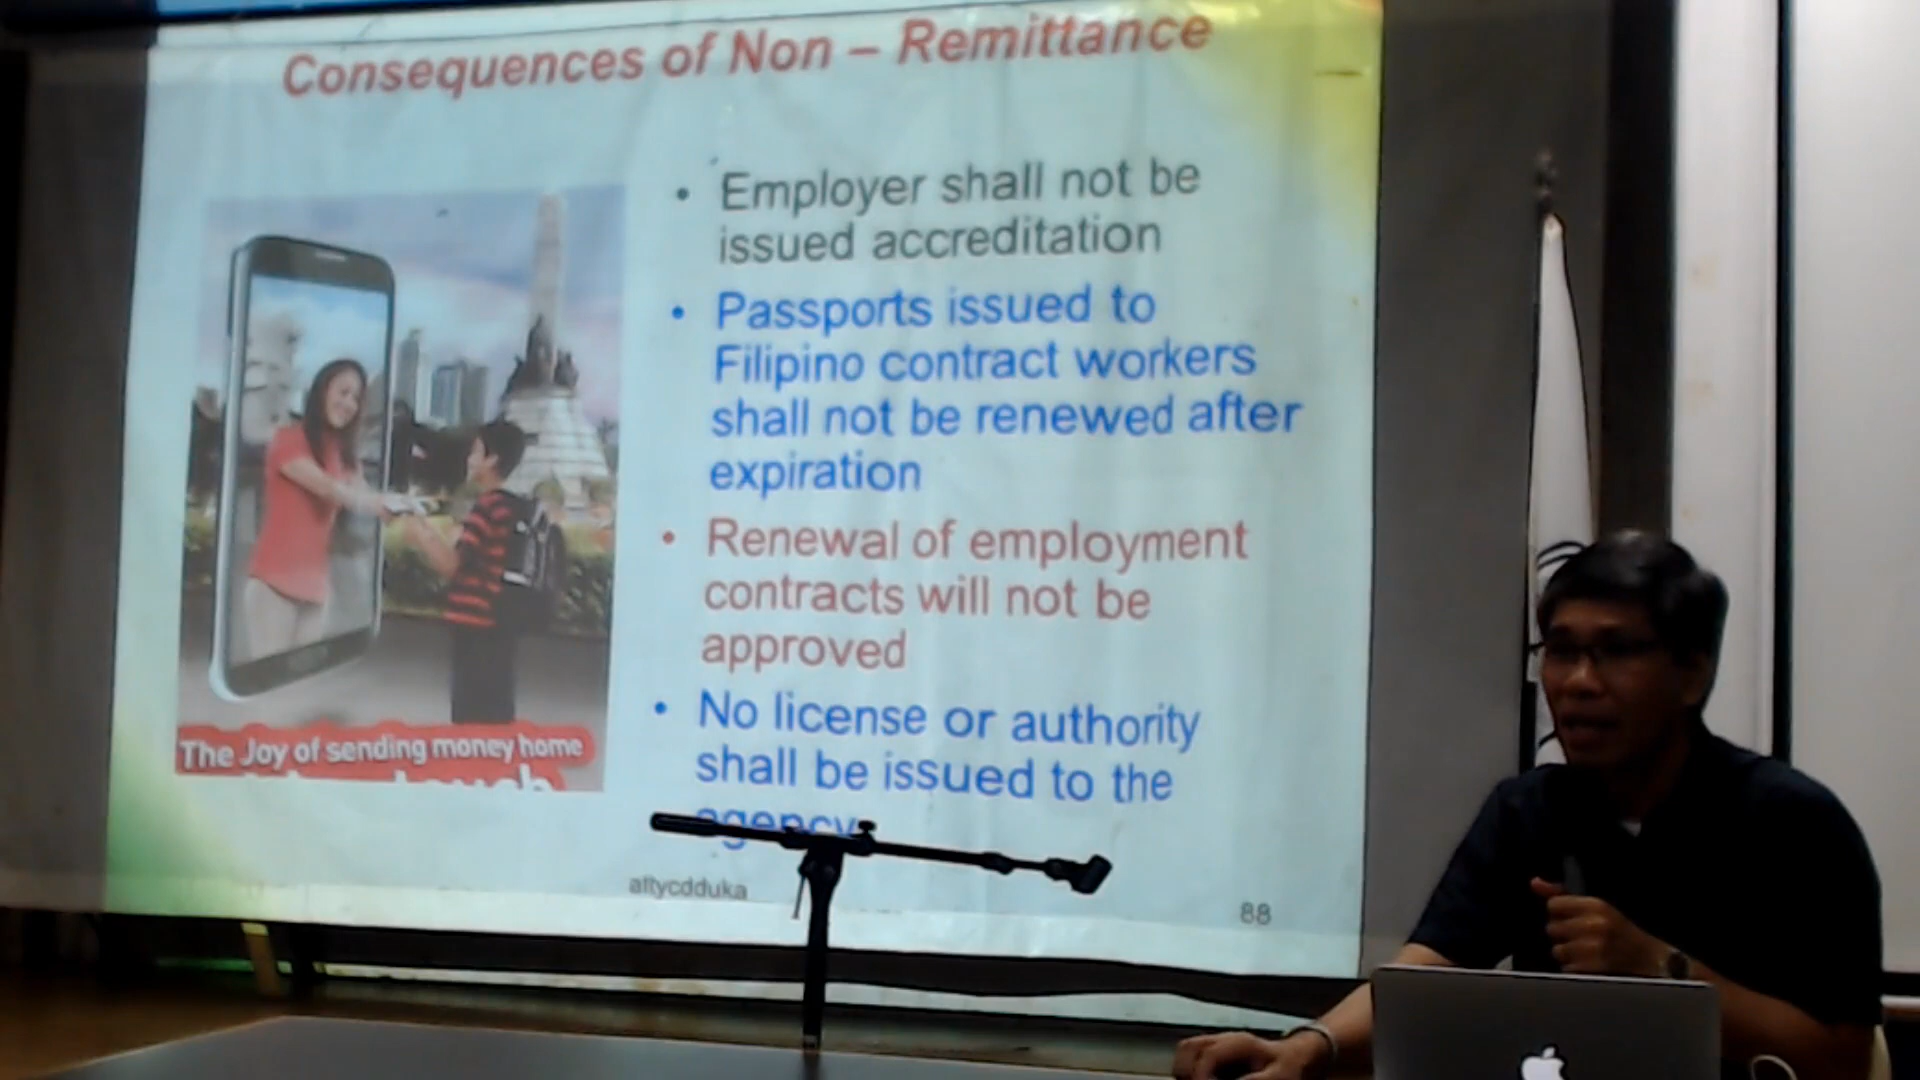 Consequences of Non – Remittance
• Employer shall not be
issued accreditation
• Passports issued to
Filipino contract workers
shall not be renewed after
expiration
• Renewal of employment
contracts will not be
approved
• No license or authority
shall be issued to the
agency
The Joy of sending money home
attycdduka
88